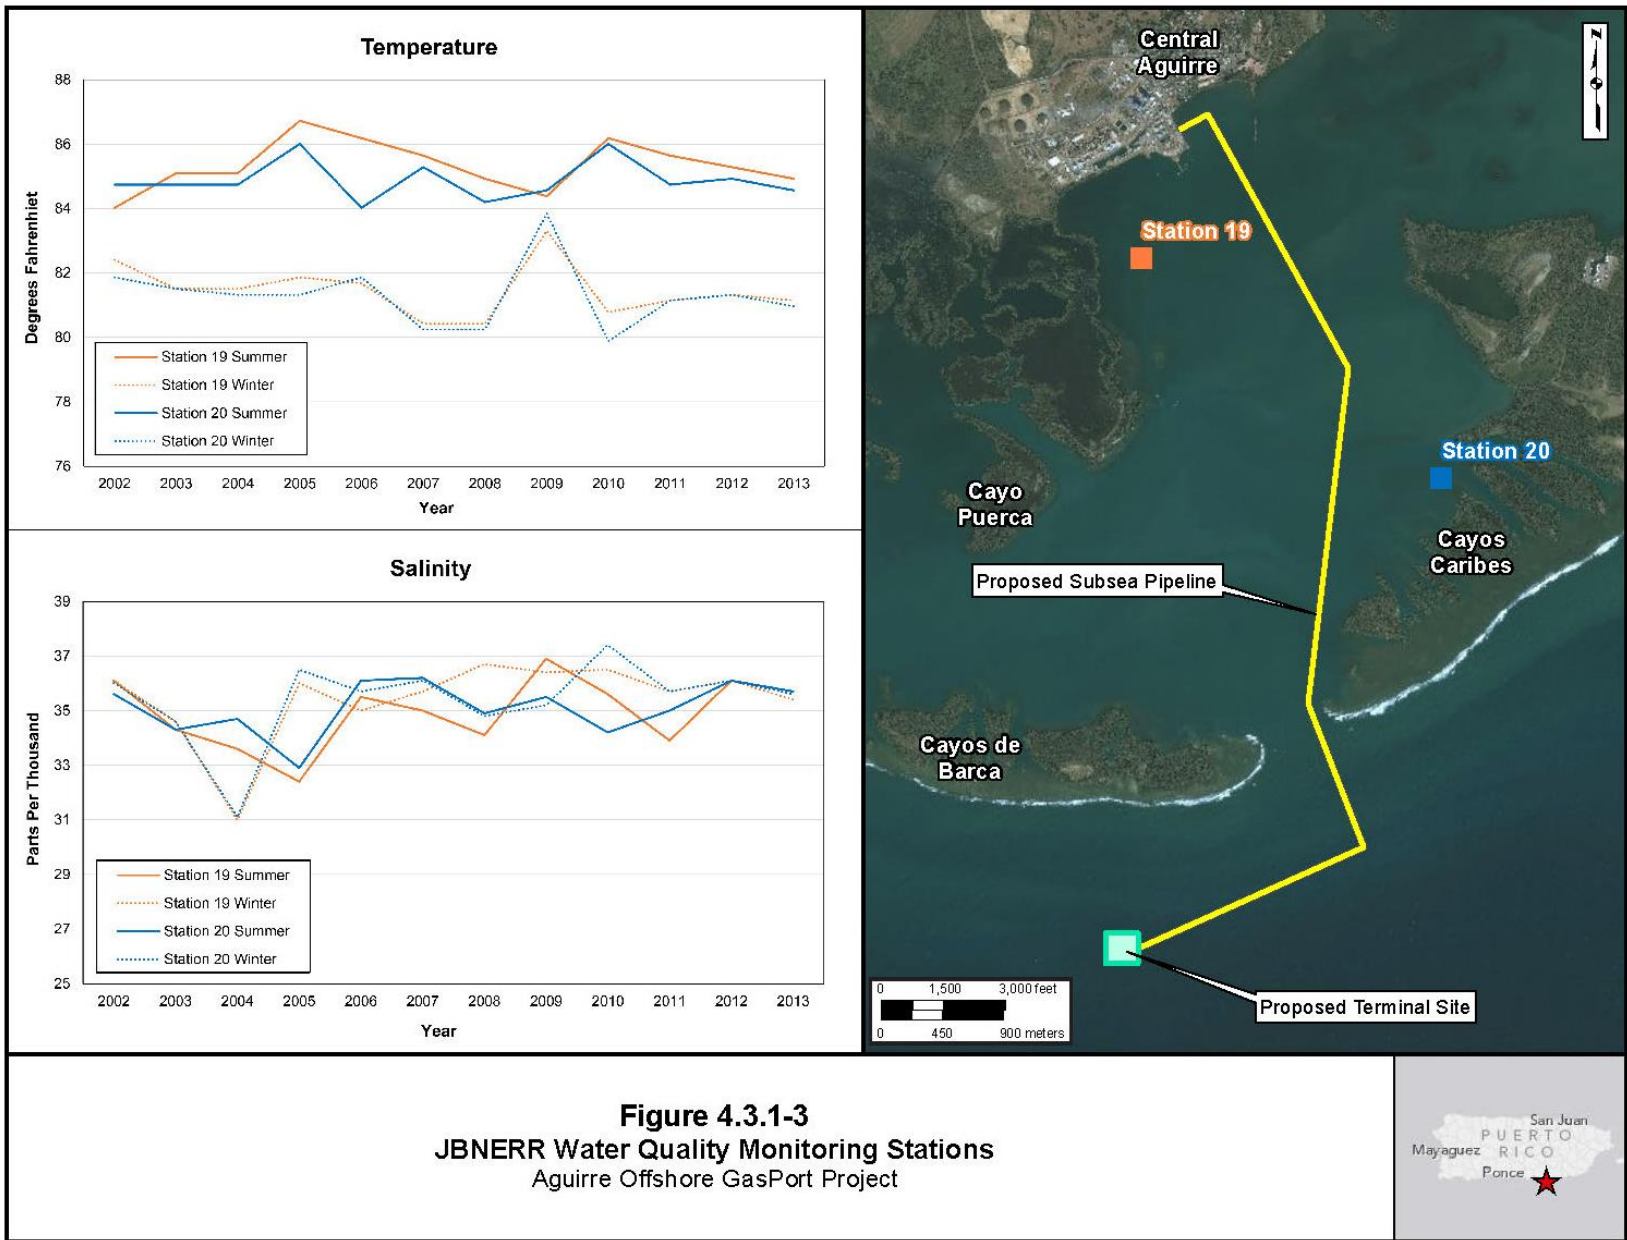 Temperature
88
86
84
82
80
78
76
Degrees Fahrenhiet
Station 19 Summer
Station 19 Winter
Station 20 Summer
Station 20 Winter
2002 2003 2004 2005 2006 2007 2008 2009 2010 2011 2012 2013
Year
Salinity
39
37
35
33
31
29
27
25
Parts Per Thousand
Station 19 Summer
Station 19 Winter
Station 20 Summer
Station 20 Winter
2002 2003 2004 2005 2006 2007 2008 2009 2010 2011 2012 2013
Year
Central
Aguirre
N
Station 19
Station 20
Cayo
Puerca
Cayos
Caribes
Proposed Subsea Pipeline
Cayos de
Barca
Proposed Terminal Site
0 1,500 3,000 feet
0 450 900 meters
Figure 4.3.1-3
JBNERR Water Quality Monitoring Stations
Aguirre Offshore GasPort Project
San Juan
PUERTO
Mayaguez RICO
Ponce